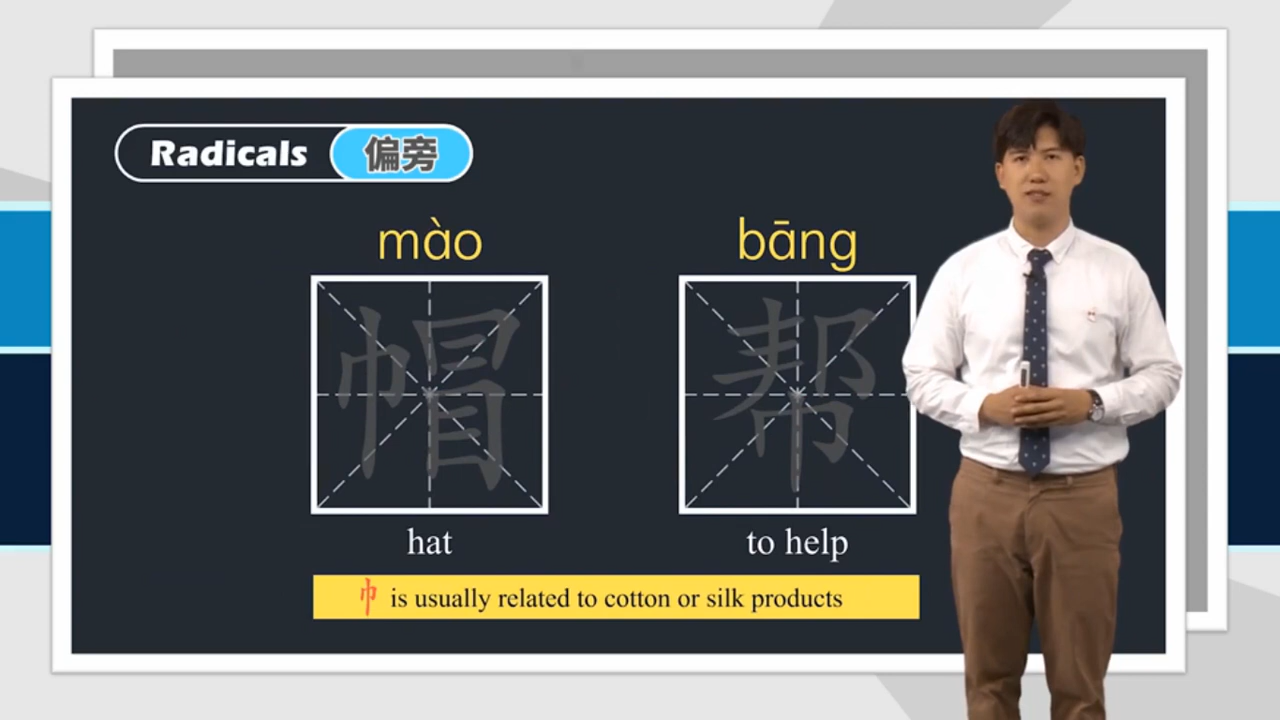 Radicals 偏旁
mào bāng
帽 帮
hat to help
巾 is usually related to cotton or silk products